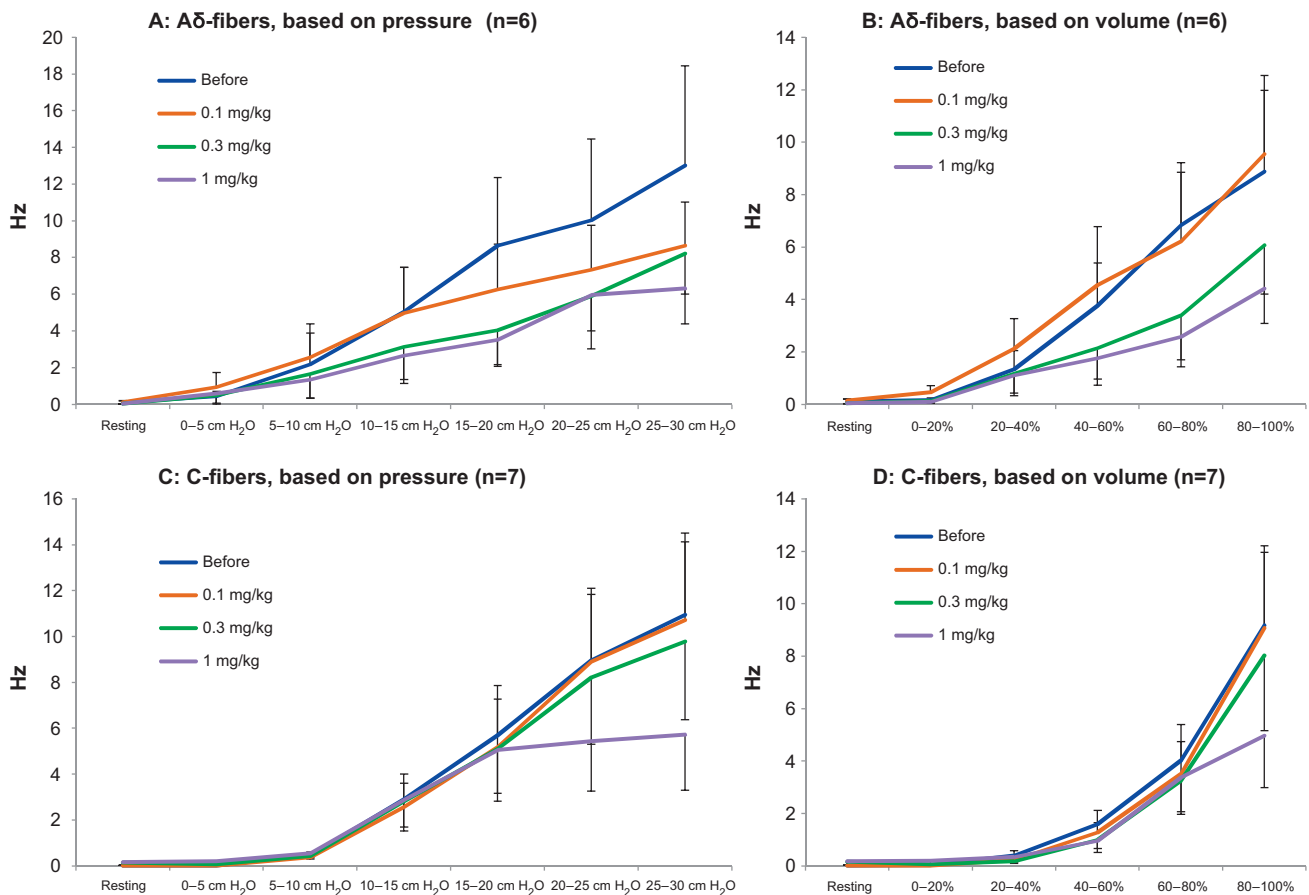 A: Aδ-fibers, based on pressure (n=6)
20
18
16
14
12
10
8
6
4
2
0
Hz
Before
0.1 mg/kg
0.3 mg/kg
1 mg/kg
Resting 0–5 cm H₂O 5–10 cm H₂O 10–15 cm H₂O 15–20 cm H₂O 20–25 cm H₂O 25–30 cm H₂O
B: Aδ-fibers, based on volume (n=6)
14
12
10
8
6
4
2
0
Hz
Before
0.1 mg/kg
0.3 mg/kg
1 mg/kg
Resting 0–20% 20–40% 40–60% 60–80% 80–100%
C: C-fibers, based on pressure (n=7)
16
14
12
10
8
6
4
2
0
Hz
Before
0.1 mg/kg
0.3 mg/kg
1 mg/kg
Resting 0–5 cm H₂O 5–10 cm H₂O 10–15 cm H₂O 15–20 cm H₂O 20–25 cm H₂O 25–30 cm H₂O
D: C-fibers, based on volume (n=7)
14
12
10
8
6
4
2
0
Hz
Before
0.1 mg/kg
0.3 mg/kg
1 mg/kg
Resting 0–20% 20–40% 40–60% 60–80% 80–100%